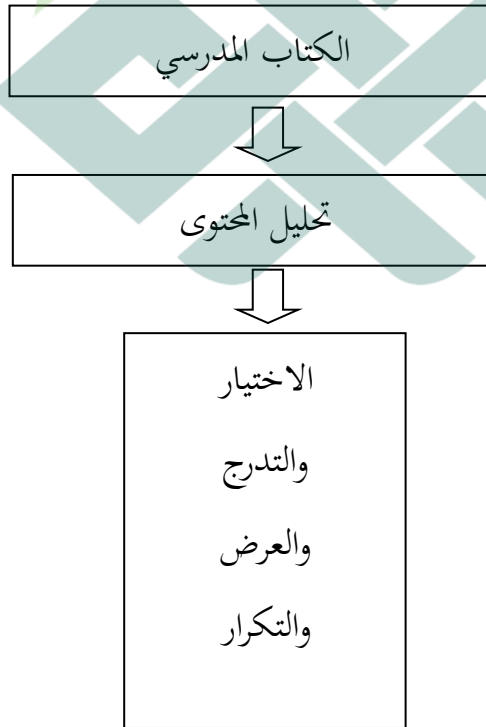 الكتاب المدرسي
تحليل المحتوى
الاختيار
والتدرج
والعرض
والتكرار